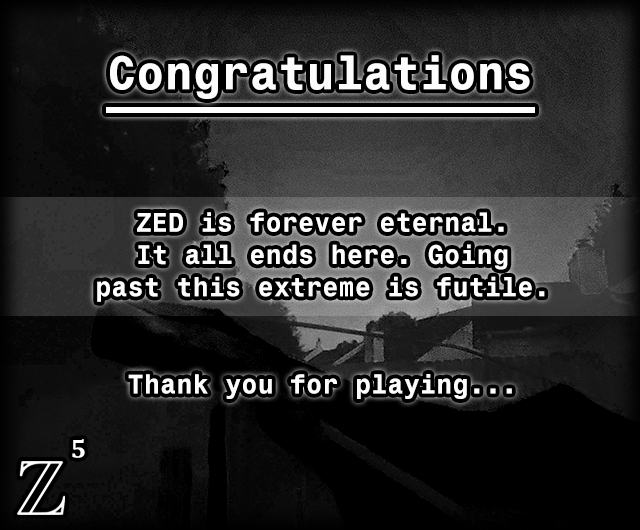 Congratulations
ZED is forever eternal.
It all ends here. Going
past this extreme is futile.
Thank you for playing...
ℤ⁵